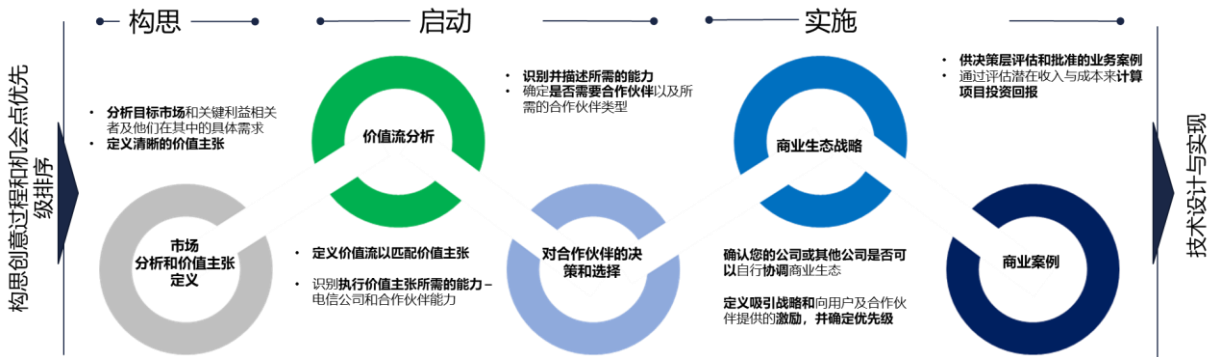 构思
启动
实施
构思创意过程和机会点优先
级排序
• 分析目标市场和关键利益相关
者及他们在其中的具体需求
• 定义清晰的价值主张
市场
分析和价值主张
定义
价值流分析
• 定义价值流以匹配价值主张
• 识别执行价值主张所需的能力 –
电信公司和合作伙伴能力
• 识别并描述所需的能力
• 确定是否需要合作伙伴以及所
需的合作伙伴类型
对合作伙伴的决
策和选择
商业生态战略
确认您的公司或其他公司是否可
以自行协调商业生态
定义吸引战略和向用户及合作伙
伴提供的激励，并确定优先级
• 供决策层评估和批准的业务案例
• 通过评估潜在收入与成本来计算
项目投资回报
商业案例
技术设计与实现